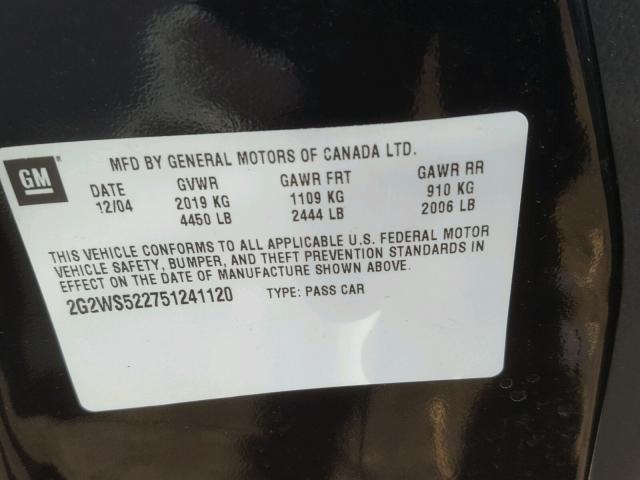 GM
MFD BY GENERAL MOTORS OF CANADA LTD.
DATE GVWR GAWR FRT GAWR RR
12/04 2019 KG 1109 KG 910 KG
4450 LB 2444 LB 2006 LB
THIS VEHICLE CONFORMS TO ALL APPLICABLE U.S. FEDERAL MOTOR
VEHICLE SAFETY, BUMPER, AND THEFT PREVENTION STANDARDS IN
EFFECT ON THE DATE OF MANUFACTURE SHOWN ABOVE.
2G2WS522751241120 TYPE: PASS CAR